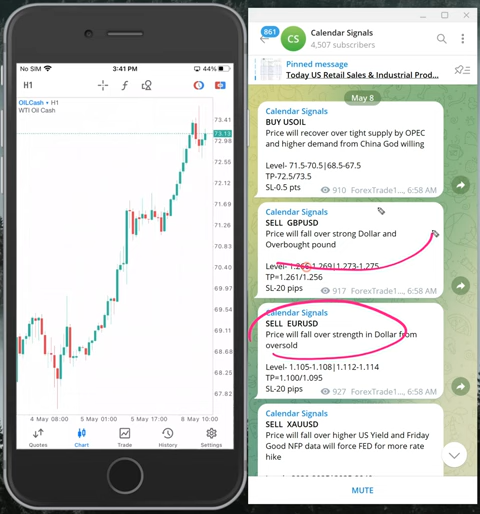 No SIM
3:41 PM
44%
H1
f
OILCash • H1
WTI Oil Cash
73.41
73.13
72.98
72.55
72.12
71.69
71.26
70.83
70.40
69.97
69.54
69.11
68.68
68.25
67.82
4 May 08:00 5 May 01:00 5 May 17:00 8 May 10:00
Quotes Chart Trade History Settings
861
CS
Calendar Signals
4,507 subscribers
Pinned message
Today US Retail Sales & Industrial Prod...
May 8
Calendar Signals
BUY USOIL
Price will recover over tight supply by OPEC
and higher demand from China God willing
Level- 71.5-70.5|68.5-67.5
TP-72.5/73.5
SL-0.5 pts
910 ForexTrade1..., 6:58 AM
Calendar Signals
SELL GBPUSD
Price will fall over strong Dollar and
Overbought pound
Level- 1.266-1.269|1.273-1.275
TP=1.261/1.256
SL-20 pips
917 ForexTrade1..., 6:58 AM
Calendar Signals
SELL EURUSD
Price will fall over strength in Dollar from
oversold
Level- 1.105-1.108|1.112-1.114
TP=1.100/1.095
SL-20 pips
927 ForexTrade1..., 6:58 AM
Calendar Signals
SELL XAUUSD
Price will fall over higher US Yield and Friday
Good NFP data will force FED for more rate
hike
MUTE